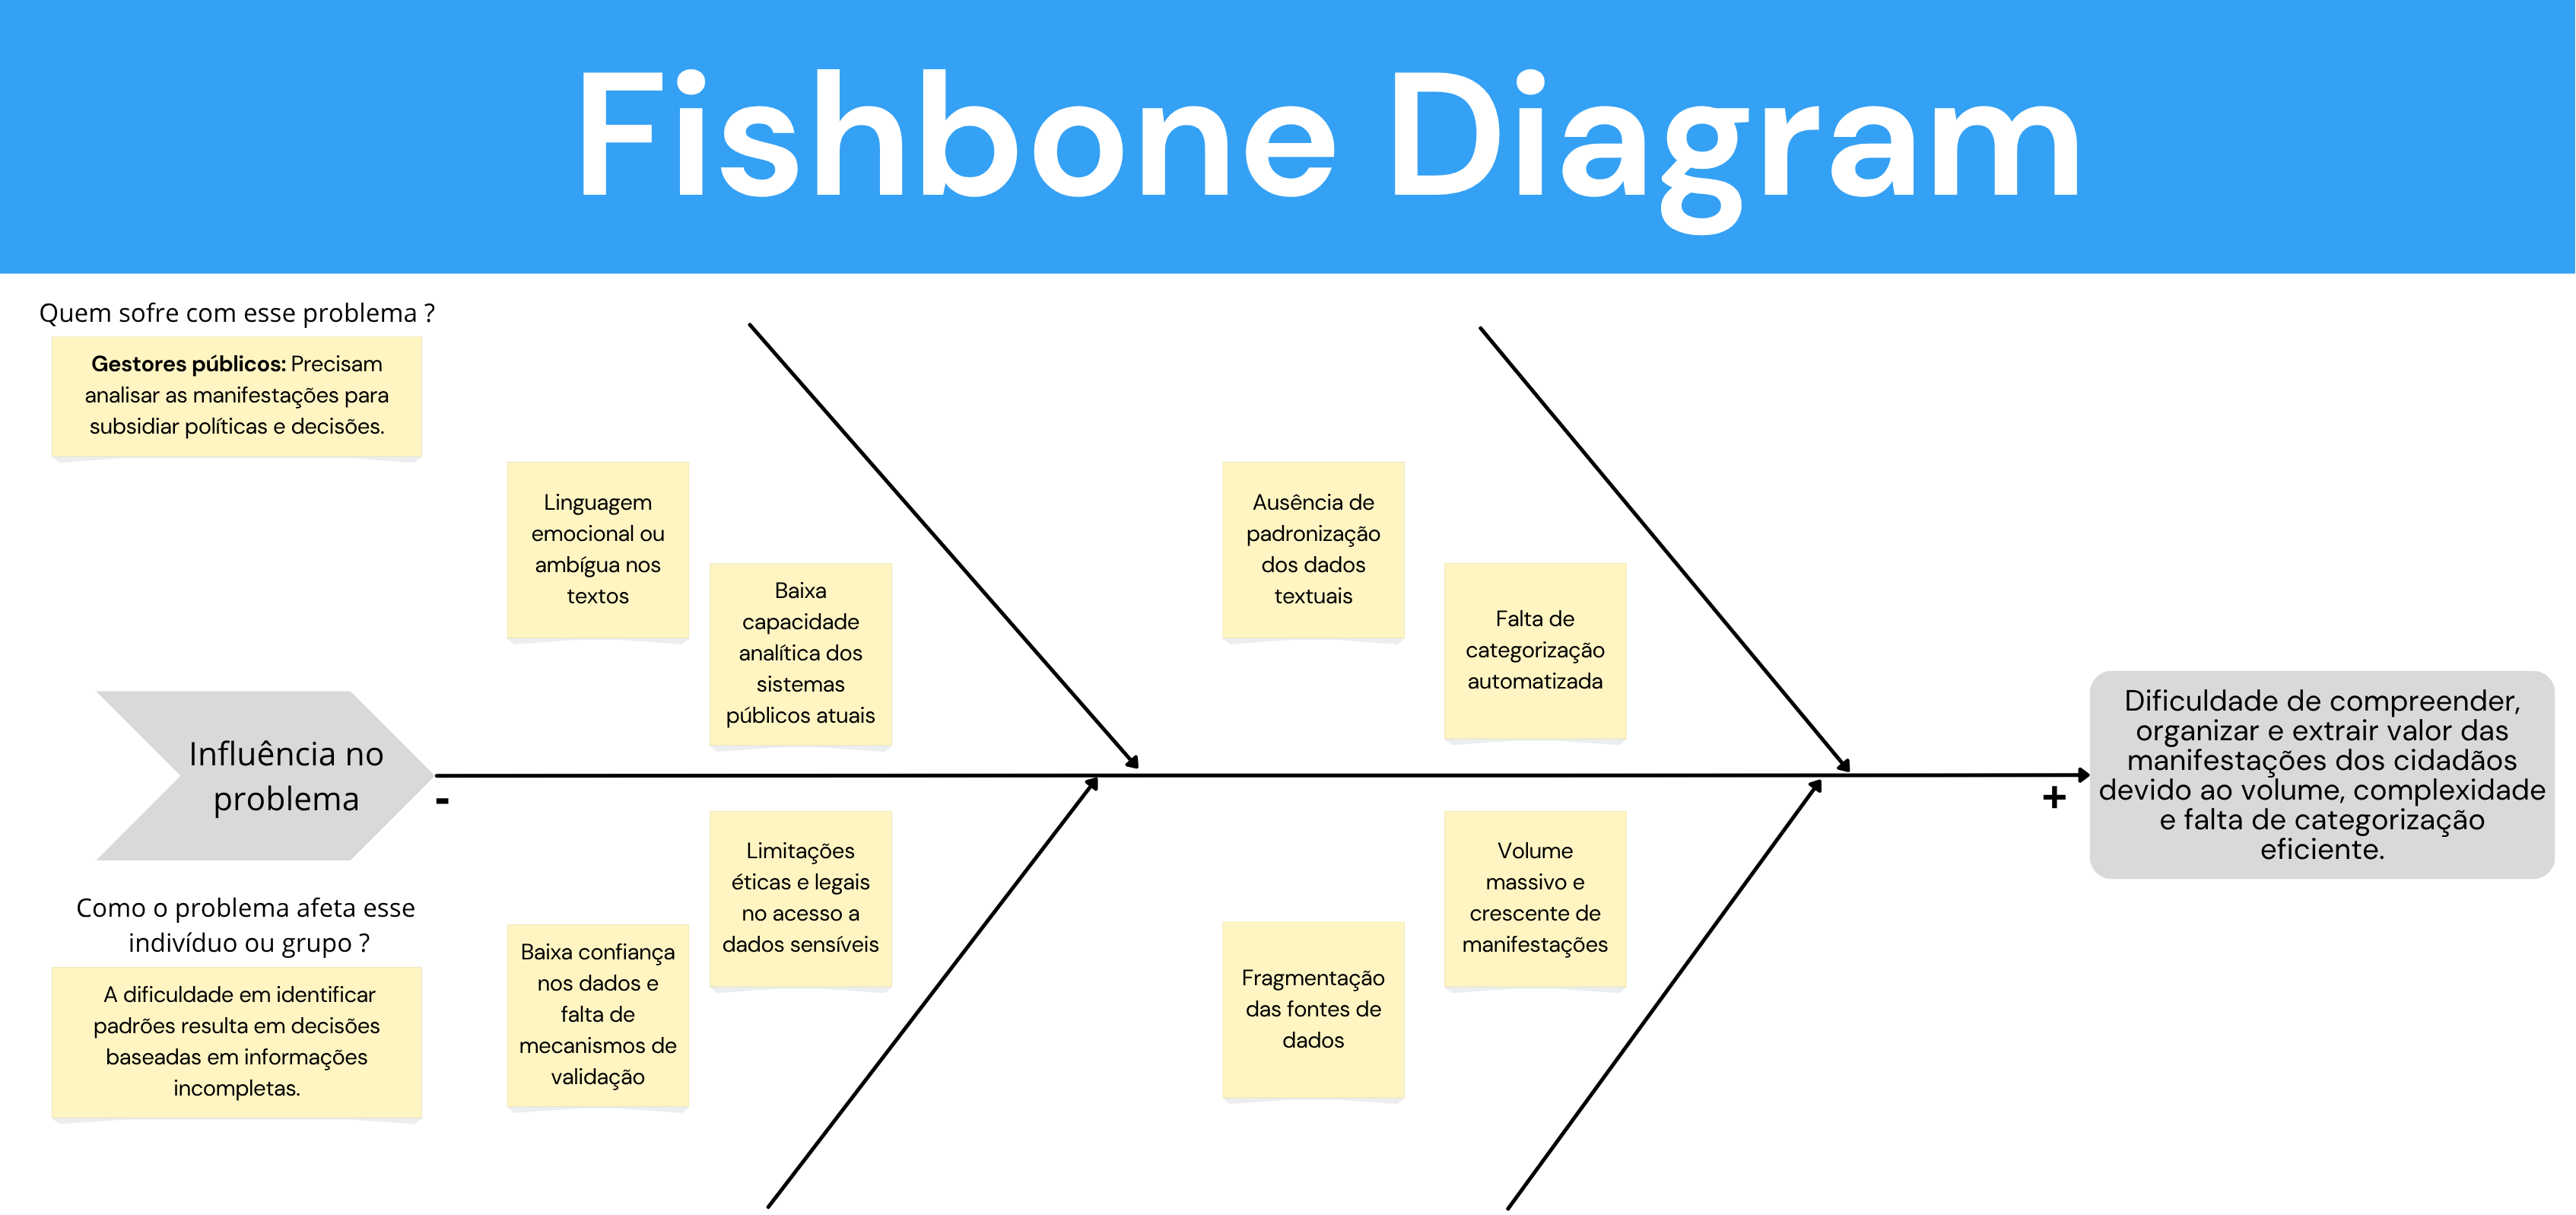 Fishbone Diagram
Quem sofre com esse problema ?
Gestores públicos: Precisam
analisar as manifestações para
subsidiar políticas e decisões.
Linguagem
emocional ou
ambígua nos
textos
Baixa
capacidade
analítica dos
sistemas
públicos atuais
Ausência de
padronização
dos dados
textuais
Falta de
categorização
automatizada
Influência no
problema
-
+
Dificuldade de compreender,
organizar e extrair valor das
manifestações dos cidadãos
devido ao volume, complexidade
e falta de categorização
eficiente.
Como o problema afeta esse
indivíduo ou grupo ?
A dificuldade em identificar
padrões resulta em decisões
baseadas em informações
incompletas.
Baixa confiança
nos dados e
falta de
mecanismos de
validação
Limitações
éticas e legais
no acesso a
dados sensíveis
Fragmentação
das fontes de
dados
Volume
massivo e
crescente de
manifestações